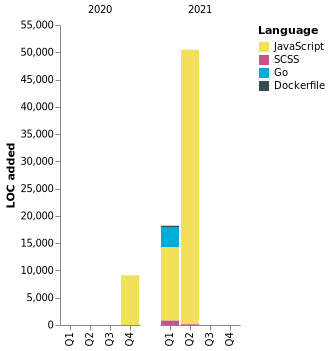 2020
2021
Language
JavaScript
SCSS
Go
Dockerfile
LOC added
55,000
50,000
45,000
40,000
35,000
30,000
25,000
20,000
15,000
10,000
5,000
0
Q1 Q2 Q3 Q4
Q1 Q2 Q3 Q4